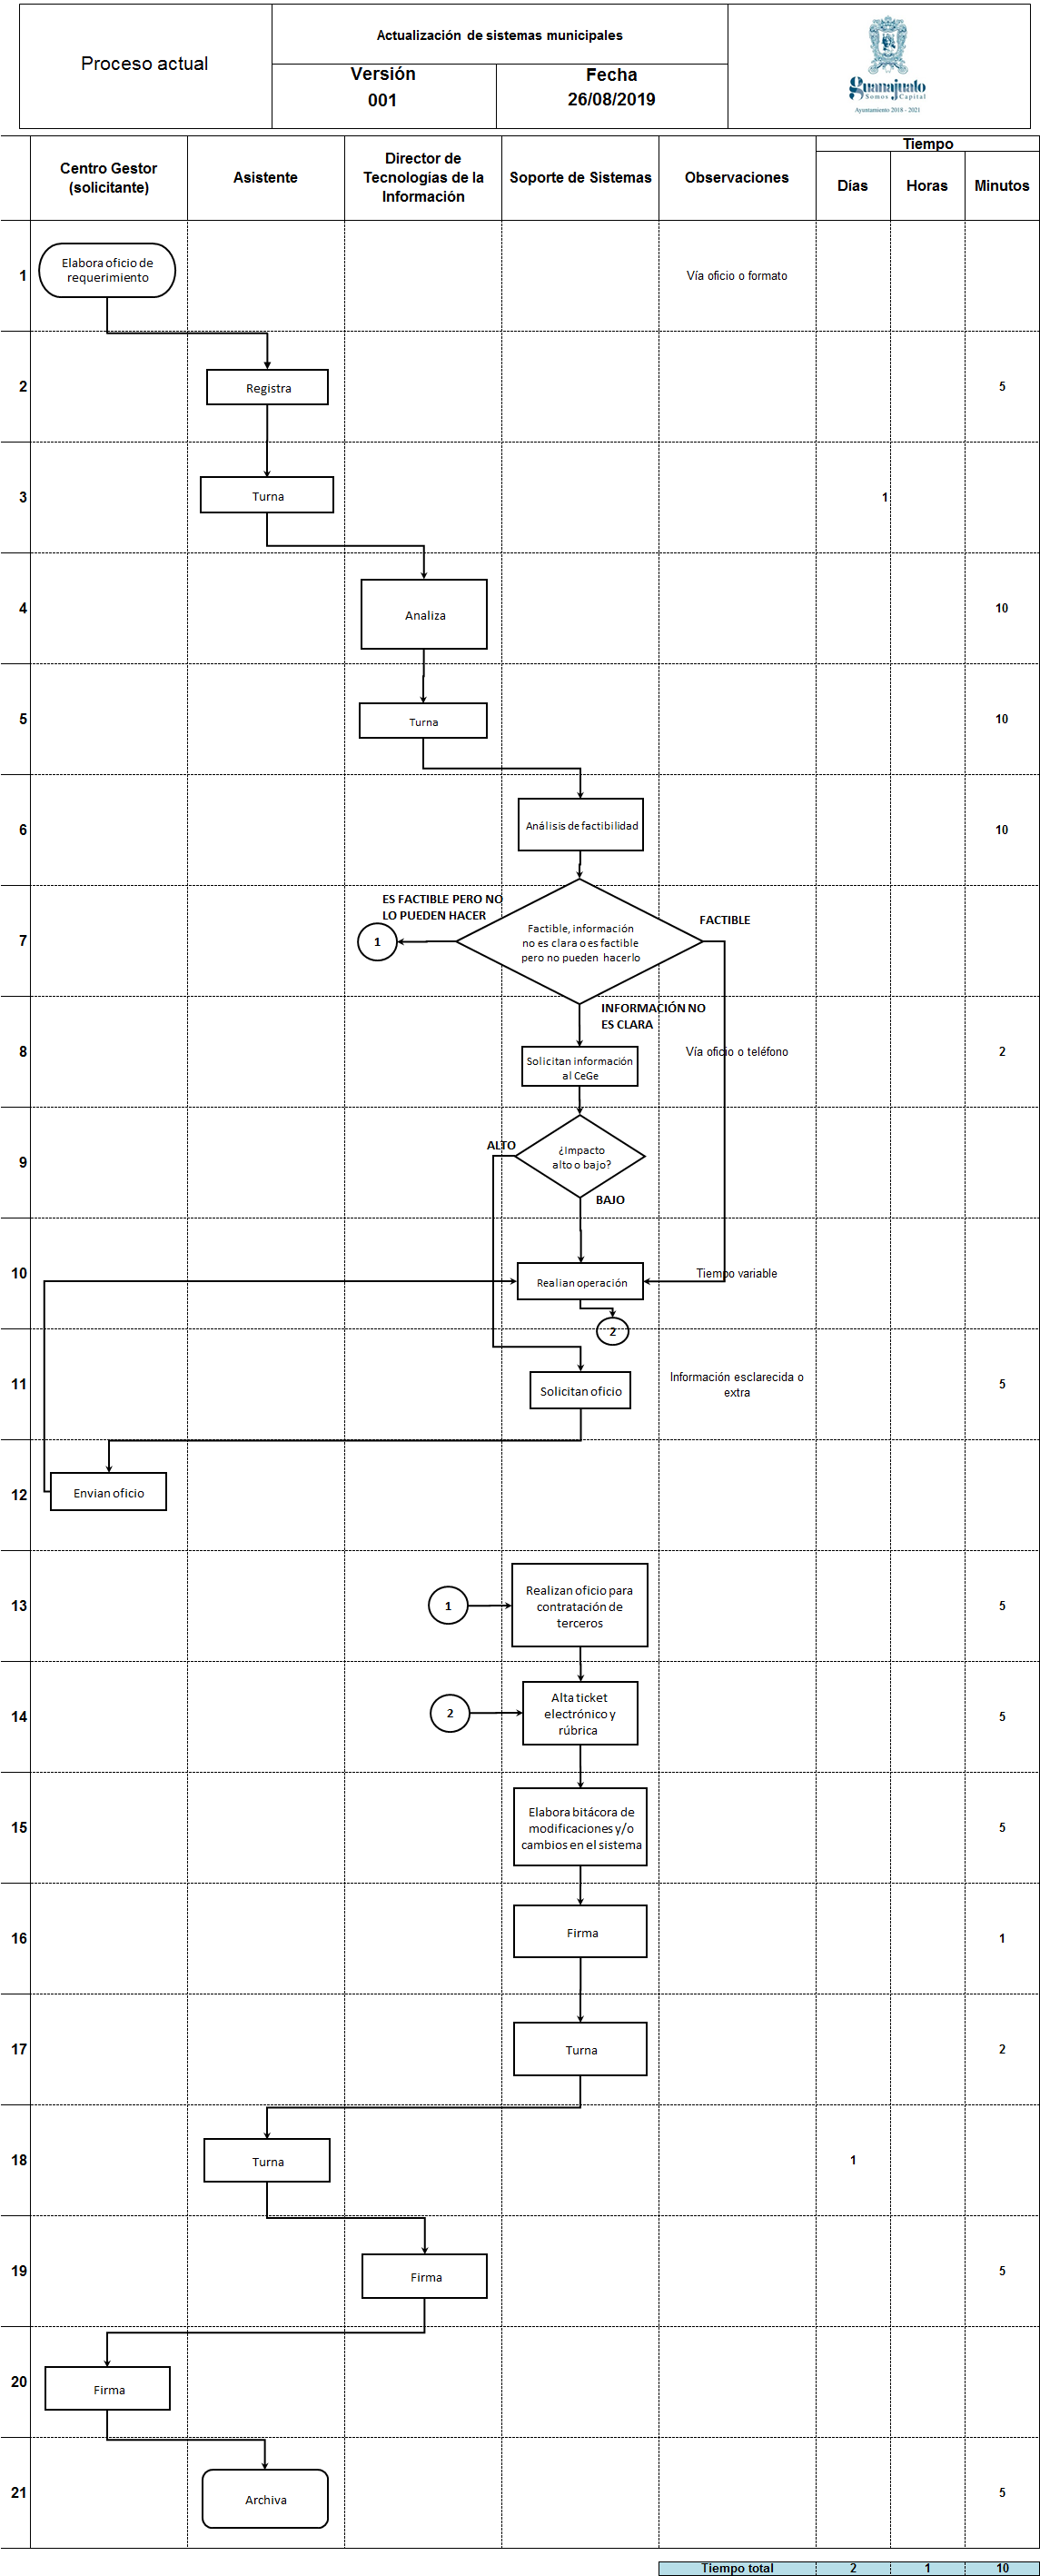 Proceso actual
Actualización de sistemas municipales
Versión
001
Fecha
26/08/2019
Guanajuato
Somos Capital
Ayuntamiento 2018 - 2021
Centro Gestor
(solicitante)
Asistente
Director de
Tecnologías de la
Información
Soporte de Sistemas
Observaciones
Tiempo
Días
Horas
Minutos
1
Elabora oficio de
requerimiento
Vía oficio o formato
2
Registra
5
3
Turna
1
4
Analiza
10
5
Turna
10
6
Análisis de factibilidad
10
7
ES FACTIBLE PERO NO
LO PUEDEN HACER
1
Factible, información
no es clara o es factible
pero no pueden hacerlo
FACTIBLE
INFORMACIÓN NO
ES CLARA
8
Solicitan información
al CeGe
Vía oficio o teléfono
2
9
ALTO
¿Impacto
alto o bajo?
BAJO
10
Realian operación
Tiempo variable
2
11
Solicitan oficio
Información esclarecida o
extra
5
12
Envian oficio
13
1
Realizan oficio para
contratación de
terceros
5
14
2
Alta ticket
electrónico y
rúbrica
5
15
Elabora bitácora de
modificaciones y/o
cambios en el sistema
5
16
Firma
1
17
Turna
2
18
Turna
1
19
Firma
5
20
Firma
21
Archiva
5
Tiempo total
2
1
10